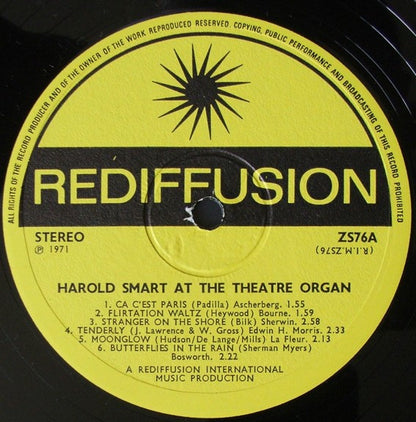 ALL RIGHTS OF THE RECORD PRODUCER AND OF THE OWNER OF THE WORK REPRODUCED RESERVED. COPYING, PUBLIC PERFORMANCE AND BROADCASTING OF THIS RECORD PROHIBITED
REDIFFUSION
STEREO
ZS76A
℗ 1971
(R.I.M.ZS76)
HAROLD SMART AT THE THEATRE ORGAN
1. CA C'EST PARIS (Padilla) Ascherberg. 1.55
2. FLIRTATION WALTZ (Heywood) Bourne. 1.59
3. STRANGER ON THE SHORE (Bilk) Sherwin. 2.58
4. TENDERLY (J. Lawrence & W. Gross) Edwin H. Morris. 2.33
5. MOONGLOW (Hudson/De Lange/Mills) La Fleur. 2.13
6. BUTTERFLIES IN THE RAIN (Sherman Myers)
Bosworth. 2.22
A REDIFFUSION INTERNATIONAL
MUSIC PRODUCTION